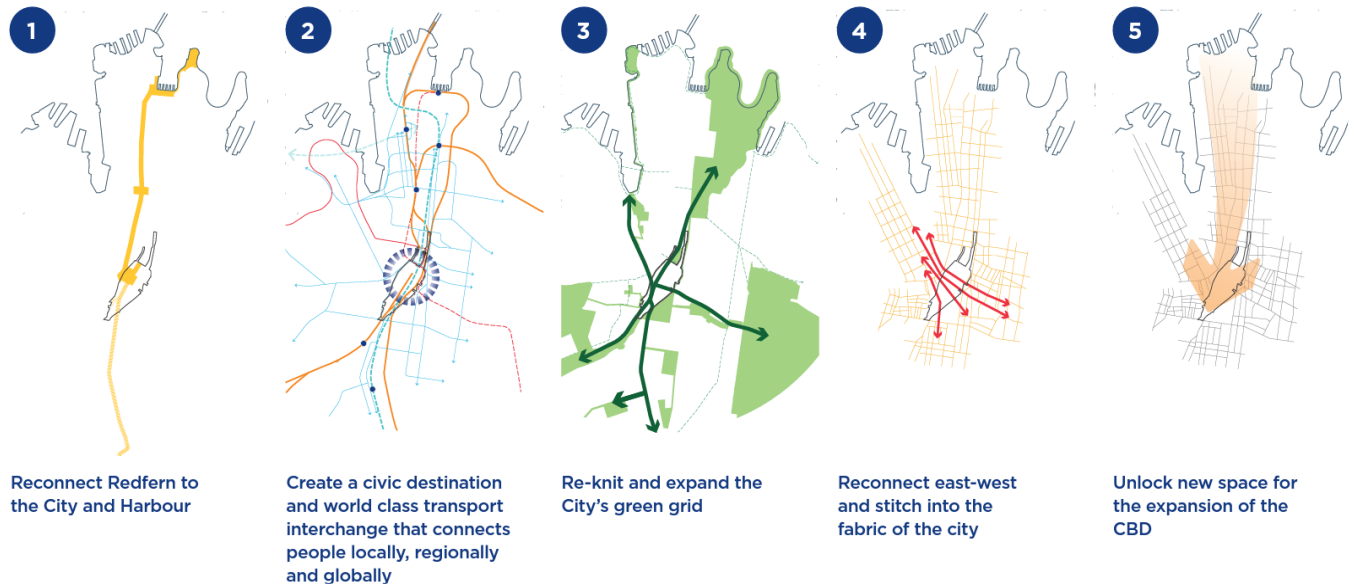 1
Reconnect Redfern to
the City and Harbour
2
Create a civic destination
and world class transport
interchange that connects
people locally, regionally
and globally
3
Re-knit and expand the
City's green grid
4
Reconnect east-west
and stitch into the
fabric of the city
5
Unlock new space for
the expansion of the
CBD